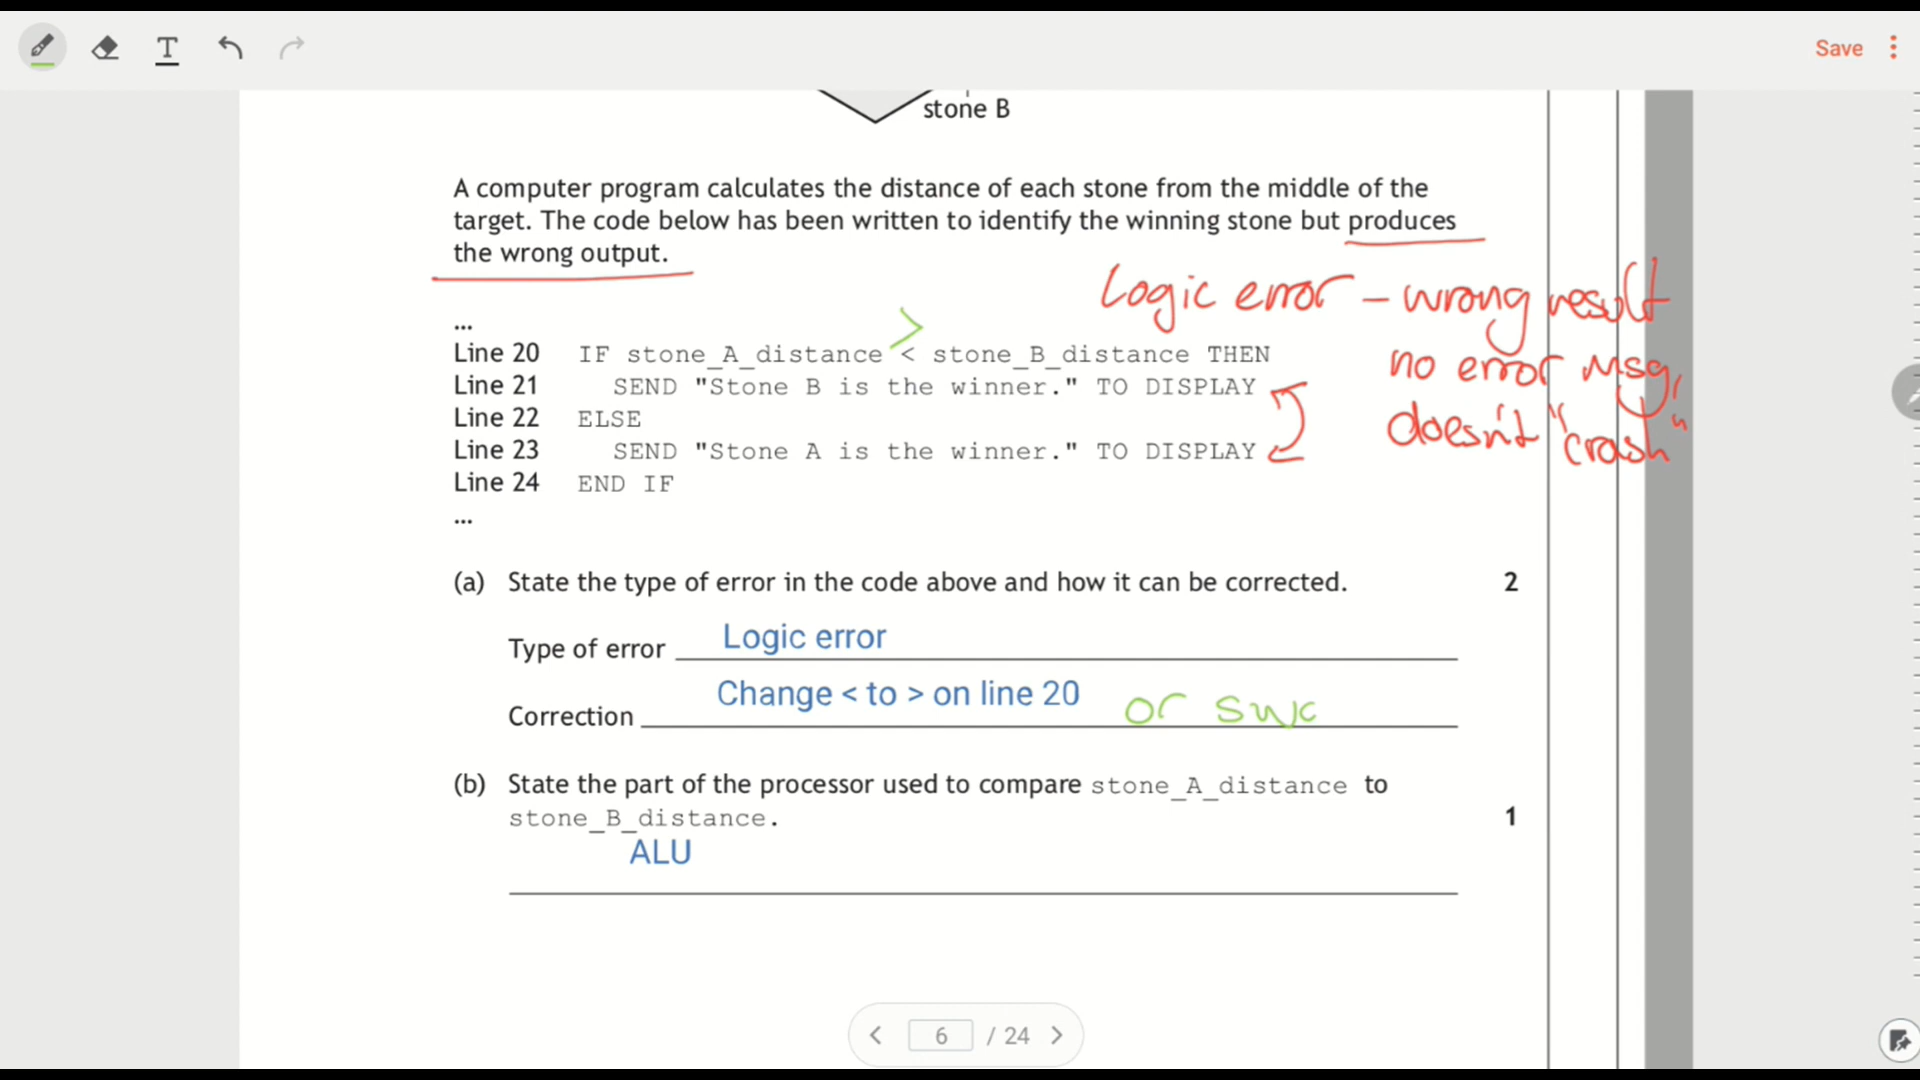 T
Save
stone B
A computer program calculates the distance of each stone from the middle of the
target. The code below has been written to identify the winning stone but produces
the wrong output.
Logic error – wrong result
no error msg,
doesn't "crash"
...
>
Line 20 IF stone_A_distance < stone_B_distance THEN
Line 21 SEND "Stone B is the winner." TO DISPLAY
Line 22 ELSE
Line 23 SEND "Stone A is the winner." TO DISPLAY
Line 24 END IF
...
(a) State the type of error in the code above and how it can be corrected. 2
Type of error Logic error
Correction Change < to > on line 20 or swc
(b) State the part of the processor used to compare stone_A_distance to
stone_B_distance. 1
ALU
< 6 / 24 >